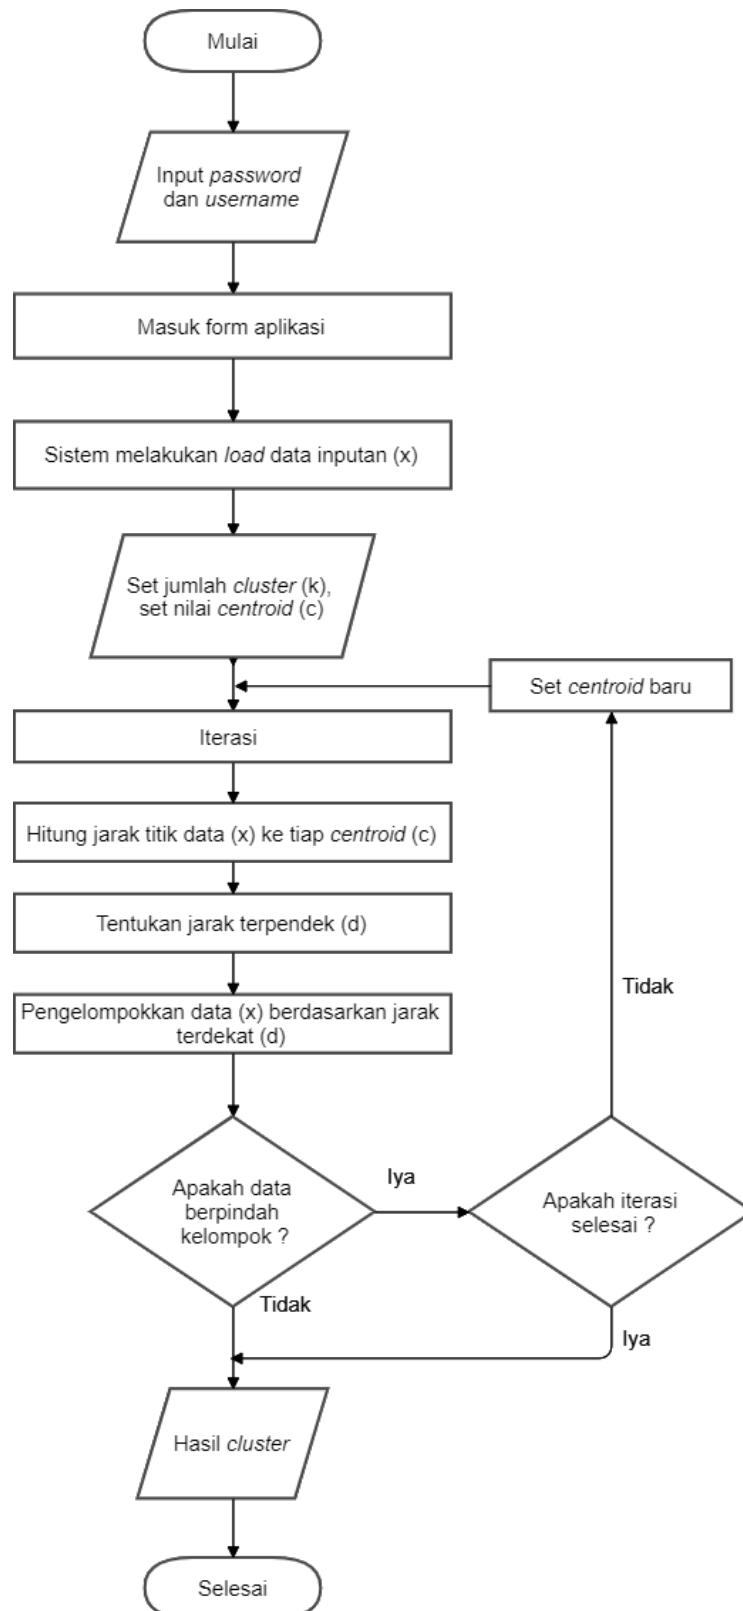 Mulai
Input password
dan username
Masuk form aplikasi
Sistem melakukan load data inputan (x)
Set jumlah cluster (k),
set nilai centroid (c)
Set centroid baru
Iterasi
Hitung jarak titik data (x) ke tiap centroid (c)
Tentukan jarak terpendek (d)
Tidak
Pengelompokkan data (x) berdasarkan jarak
terdekat (d)
Apakah data
berpindah
kelompok ?
Iya
Apakah iterasi
selesai ?
Tidak
Iya
Hasil cluster
Selesai